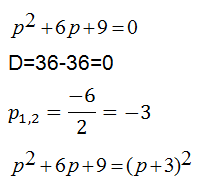 p² +6p+9=0
D=36-36=0
p₁,₂ = −6/2 = −3
p² +6p+9=(p+3)²